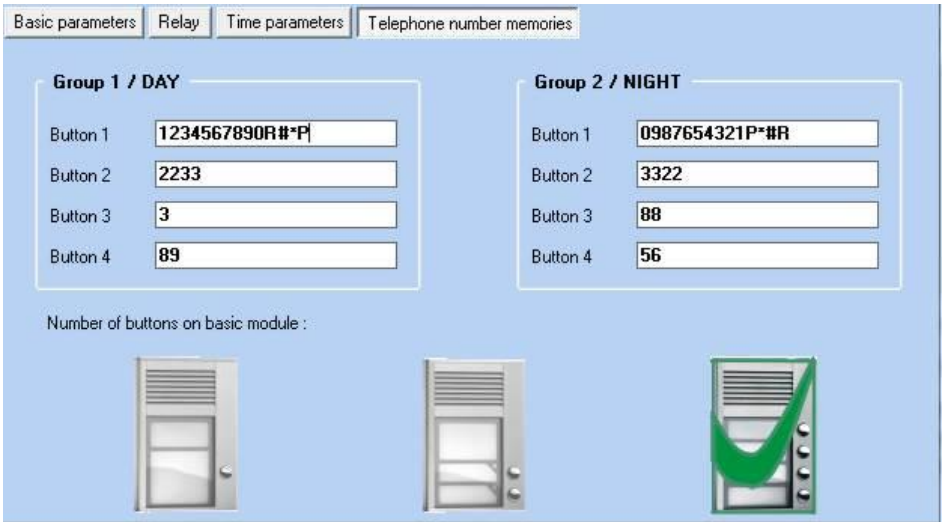 Basic parameters Relay Time parameters Telephone number memories
Group 1 / DAY
Button 1 1234567890R#*P
Button 2 2233
Button 3 3
Button 4 89
Group 2 / NIGHT
Button 1 0987654321P*#R
Button 2 3322
Button 3 88
Button 4 56
Number of buttons on basic module :